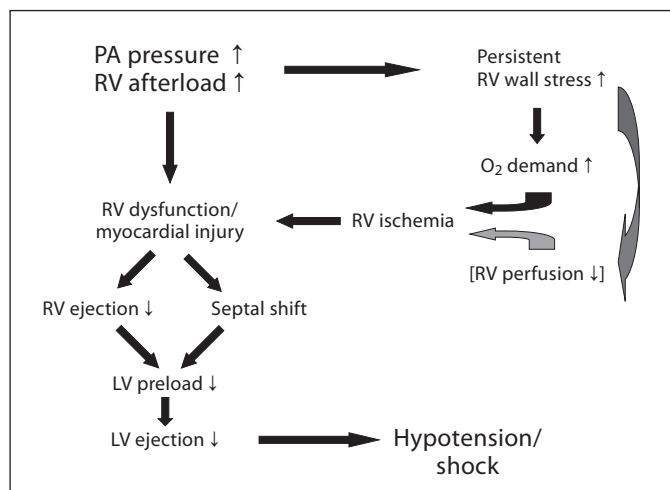 PA pressure ↑
RV afterload ↑
Persistent
RV wall stress ↑
O₂ demand ↑
RV dysfunction/
myocardial injury
RV ischemia
[RV perfusion ↓]
RV ejection ↓
Septal shift
LV preload ↓
LV ejection ↓
Hypotension/
shock